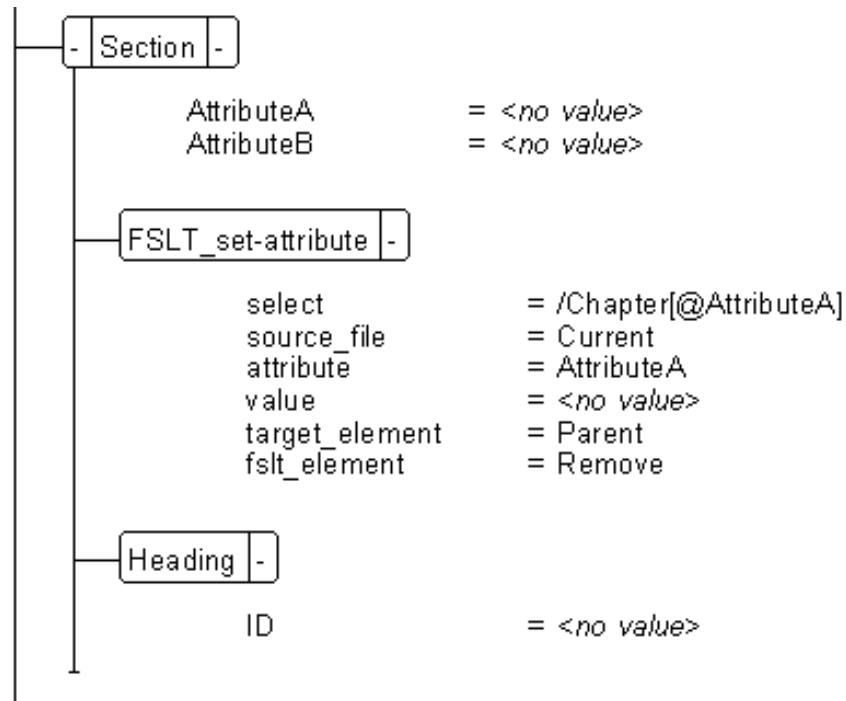 - Section -
AttributeA = <no value>
AttributeB = <no value>
FSLT_set-attribute -
select = /Chapter[@AttributeA]
source_file = Current
attribute = AttributeA
value = <no value>
target_element = Parent
fslt_element = Remove
Heading -
ID = <no value>